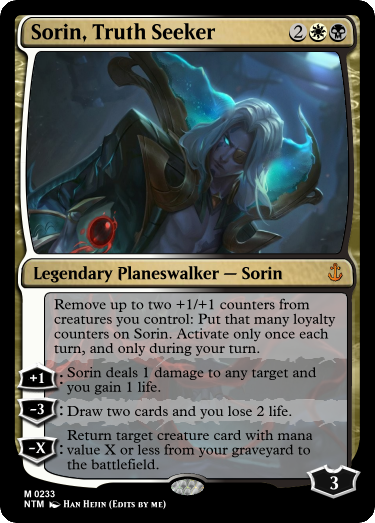 Sorin, Truth Seeker 2
Legendary Planeswalker — Sorin
Remove up to two +1/+1 counters from
creatures you control: Put that many loyalty
counters on Sorin. Activate only once each
turn, and only during your turn.
+1: Sorin deals 1 damage to any target and
you gain 1 life.
-3: Draw two cards and you lose 2 life.
-X: Return target creature card with mana
value X or less from your graveyard to
the battlefield.
3
M 0233
NTM Han Hejin (Edits by me)